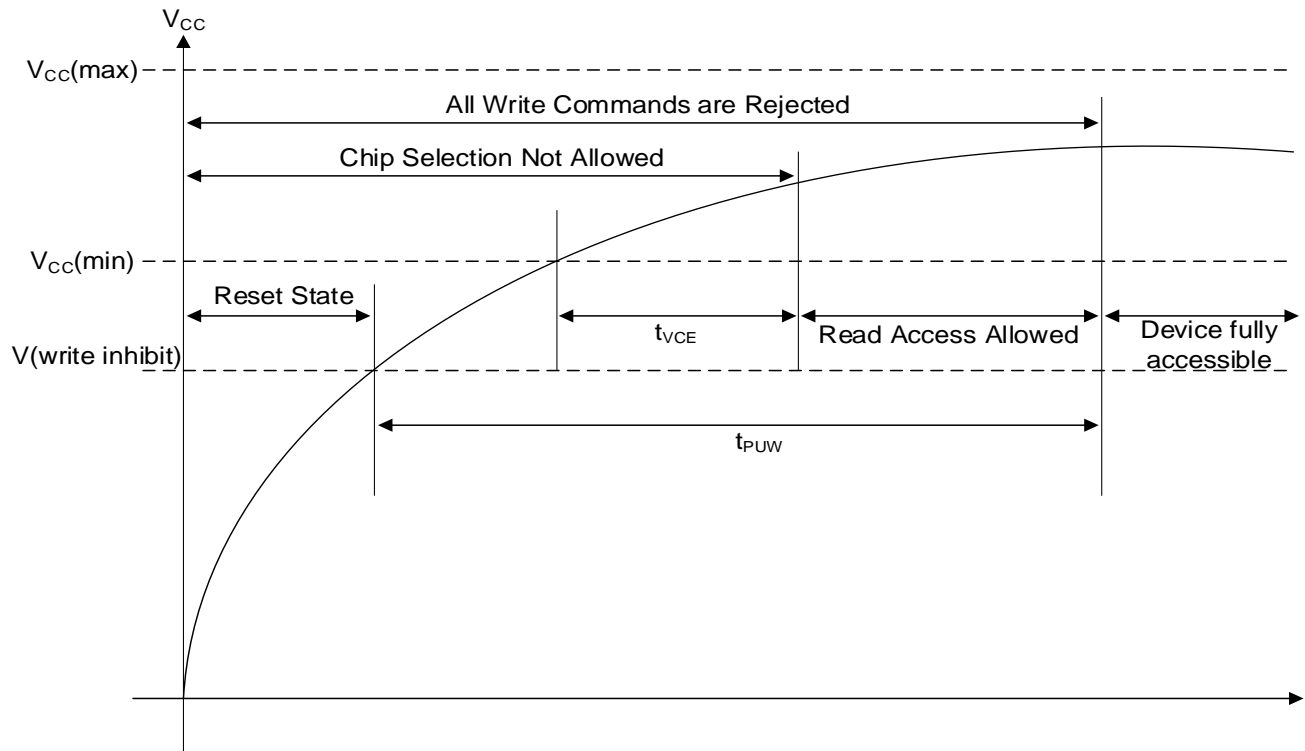 VCC
VCC(max)
All Write Commands are Rejected
Chip Selection Not Allowed
VCC(min)
Reset State
tVCE
Read Access Allowed
Device fully
accessible
V(write inhibit)
tPUW